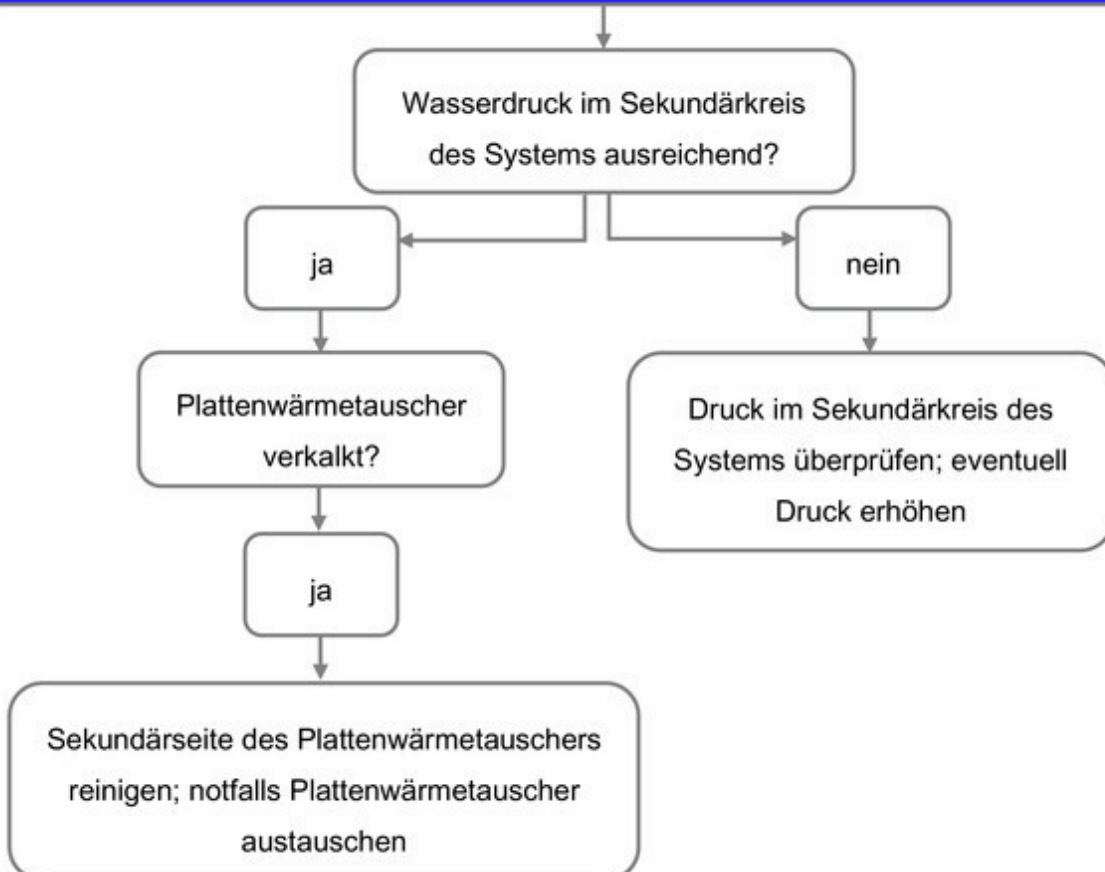 Wasserdruck im Sekundärkreis
des Systems ausreichend?
ja
nein
Plattenwärmetauscher
verkalkt?
Druck im Sekundärkreis des
Systems überprüfen; eventuell
Druck erhöhen
ja
Sekundärseite des Plattenwärmetauschers
reinigen; notfalls Plattenwärmetauscher
austauschen